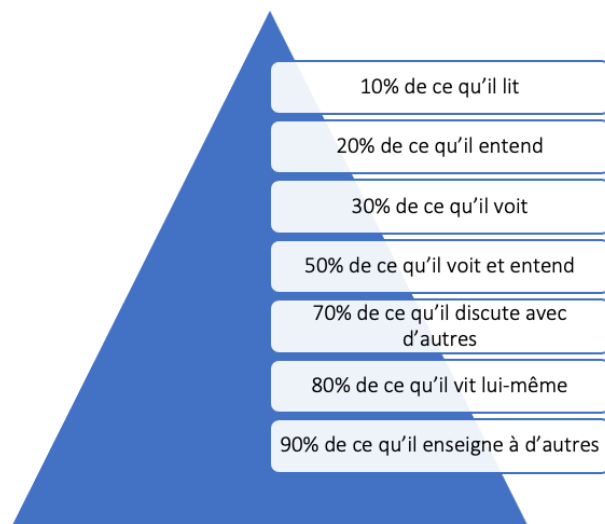 10% de ce qu’il lit
20% de ce qu’il entend
30% de ce qu’il voit
50% de ce qu’il voit et entend
70% de ce qu’il discute avec
d’autres
80% de ce qu’il vit lui-même
90% de ce qu’il enseigne à d’autres